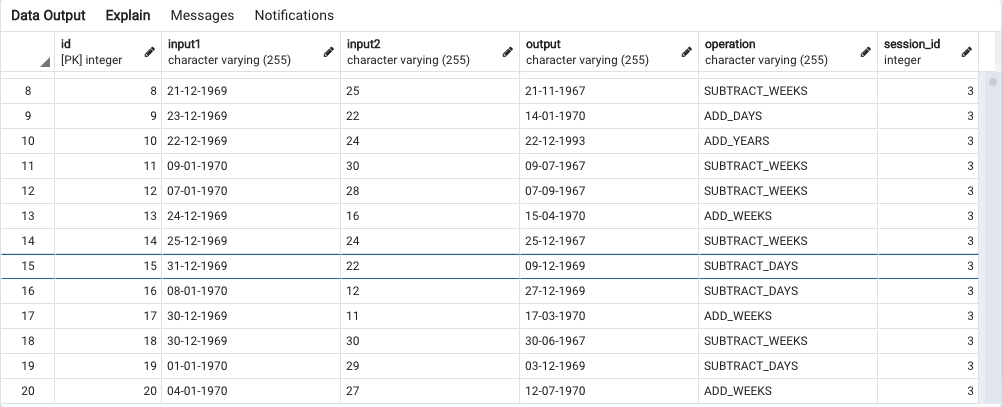 Data Output Explain Messages Notifications
id input1 input2 output operation session_id
[PK] integer character varying (255) character varying (255) character varying (255) character varying (255) integer
8 8 21-12-1969 25 21-11-1967 SUBTRACT_WEEKS 3
9 9 23-12-1969 22 14-01-1970 ADD_DAYS 3
10 10 22-12-1969 24 22-12-1993 ADD_YEARS 3
11 11 09-01-1970 30 09-07-1967 SUBTRACT_WEEKS 3
12 12 07-01-1970 28 07-09-1967 SUBTRACT_WEEKS 3
13 13 24-12-1969 16 15-04-1970 ADD_WEEKS 3
14 14 25-12-1969 24 25-12-1967 SUBTRACT_WEEKS 3
15 15 31-12-1969 22 09-12-1969 SUBTRACT_DAYS 3
16 16 08-01-1970 12 27-12-1969 SUBTRACT_DAYS 3
17 17 30-12-1969 11 17-03-1970 ADD_WEEKS 3
18 18 30-12-1969 30 30-06-1967 SUBTRACT_WEEKS 3
19 19 01-01-1970 29 03-12-1969 SUBTRACT_DAYS 3
20 20 04-01-1970 27 12-07-1970 ADD_WEEKS 3